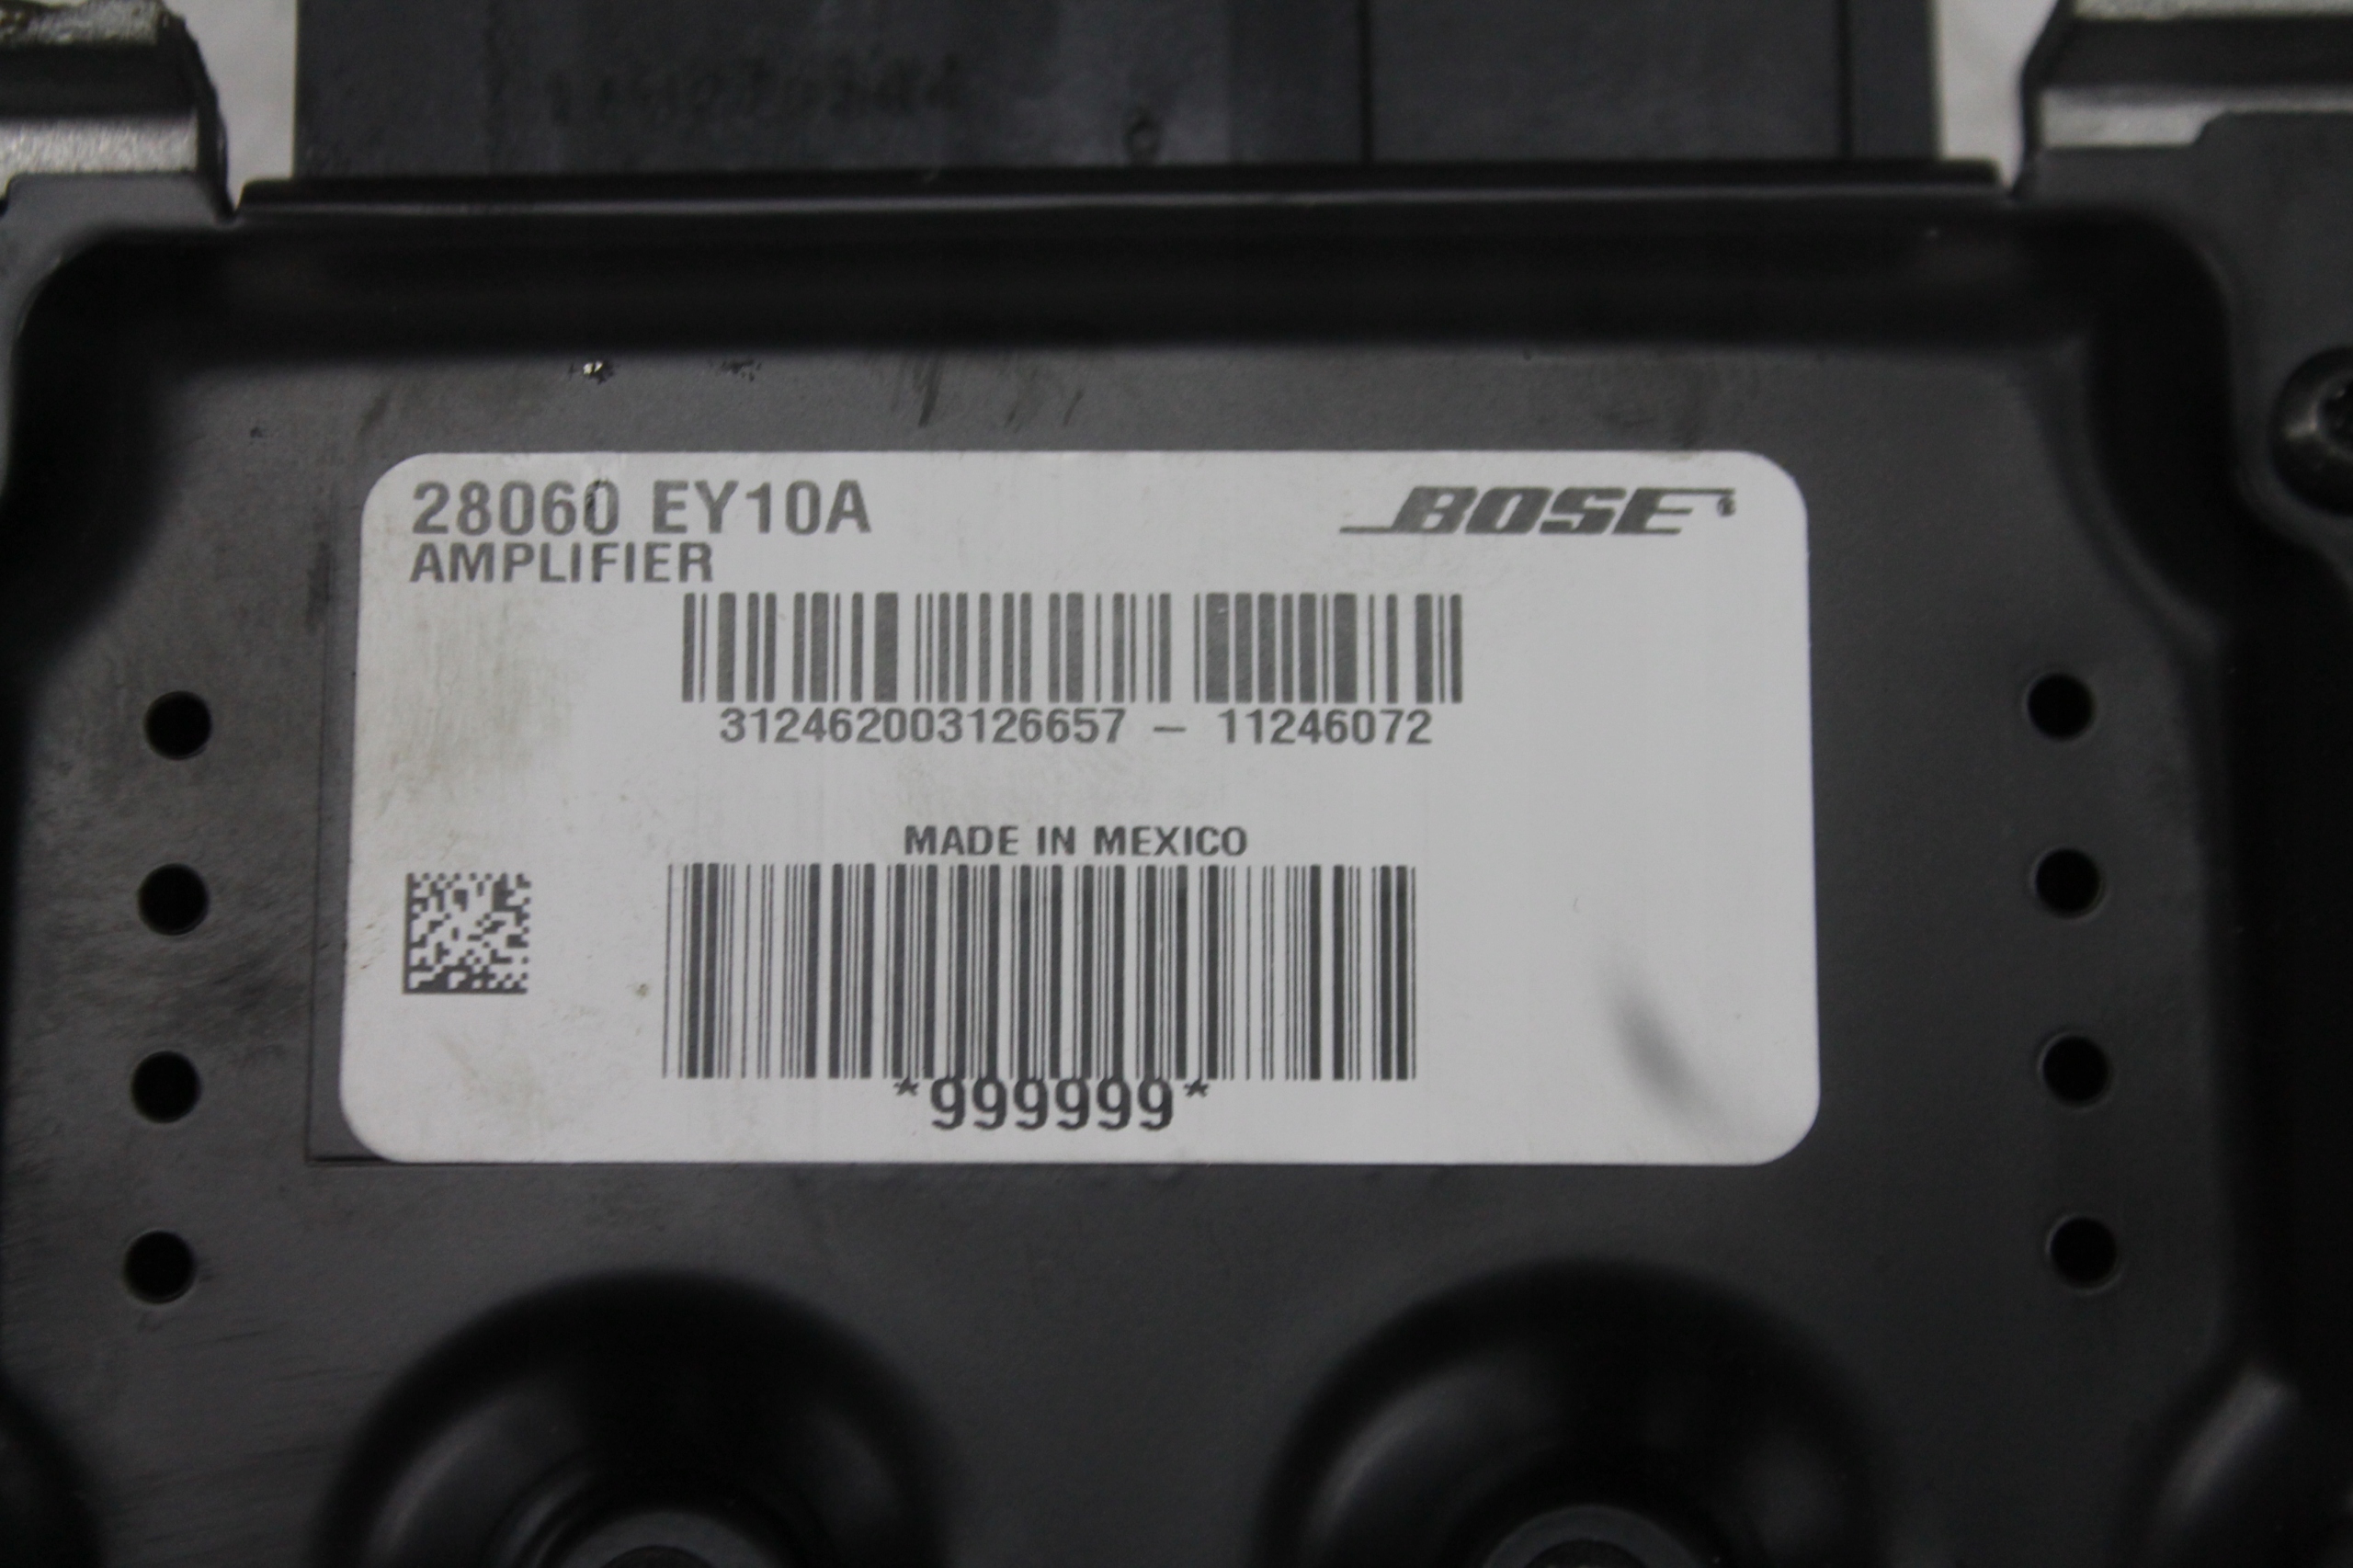 28060 EY10A
BOSE
AMPLIFIER
312462003126657 – 11246072
MADE IN MEXICO
*999999*